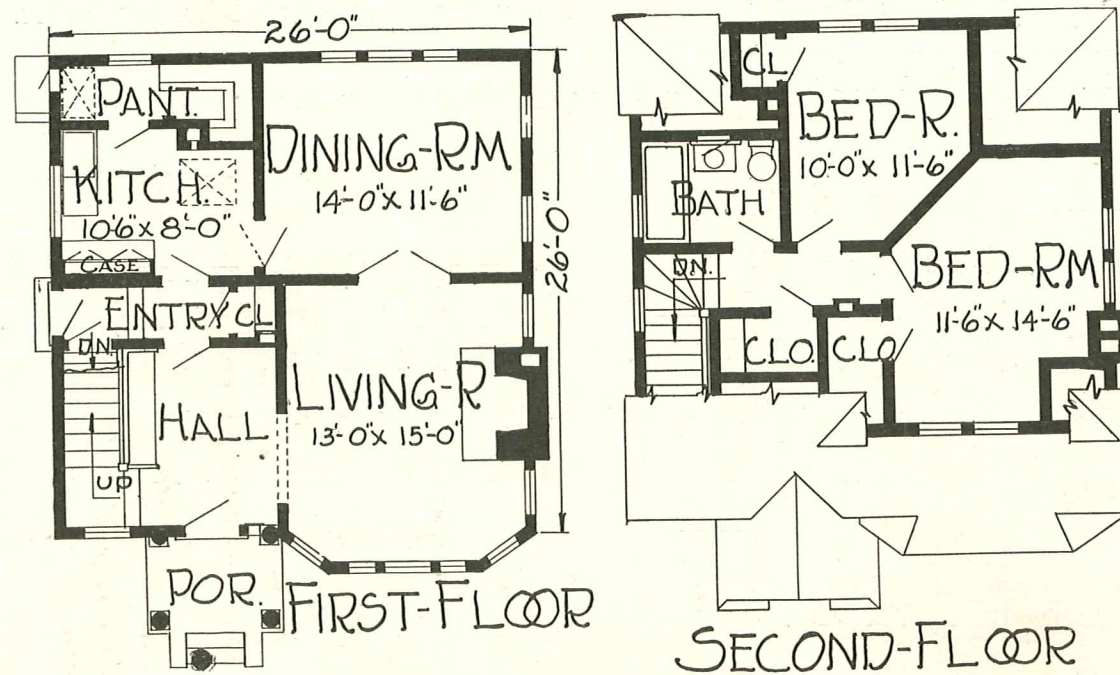 26'-0"
PANT.
DINING-RM
14'-0" X 11'-6"
KITCH.
10'6" X 8'-0"
CASE
26'-0"
ENTRY
CL
DN.
LIVING-R
13'-0" X 15'-0"
HALL
UP
POR.
FIRST-FLOOR
CL
BED-R.
10'-0" X 11'-6"
BATH
DN.
BED-RM
11'-6" X 14'-6"
CLO.
CLO
SECOND-FLOOR